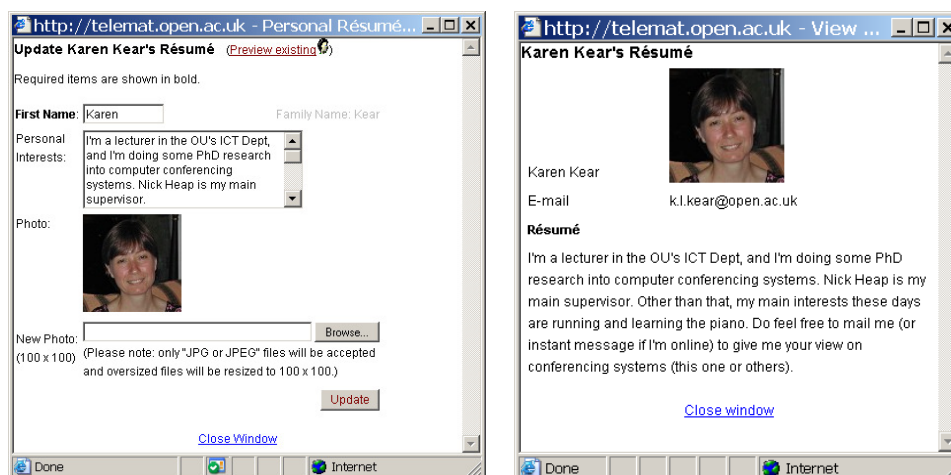 http://telemat.open.ac.uk - Personal Résumé...
Update Karen Kear's Résumé (Preview existing)
Required items are shown in bold.
First Name: Karen Family Name: Kear
Personal Interests:
I'm a lecturer in the OU's ICT Dept,
and I'm doing some PhD research
into computer conferencing
systems. Nick Heap is my main
supervisor.
Photo:
New Photo: Browse...
(100 x 100) (Please note: only "JPG or JPEG" files will be accepted
and oversized files will be resized to 100 x 100.)
Update
Close Window
Done Internet
http://telemat.open.ac.uk - View ...
Karen Kear's Résumé
Karen Kear
E-mail k.l.kear@open.ac.uk
Résumé
I'm a lecturer in the OU's ICT Dept, and I'm doing some PhD
research into computer conferencing systems. Nick Heap is my
main supervisor. Other than that, my main interests these days
are running and learning the piano. Do feel free to mail me (or
instant message if I'm online) to give me your view on
conferencing systems (this one or others).
Close window
Done Internet